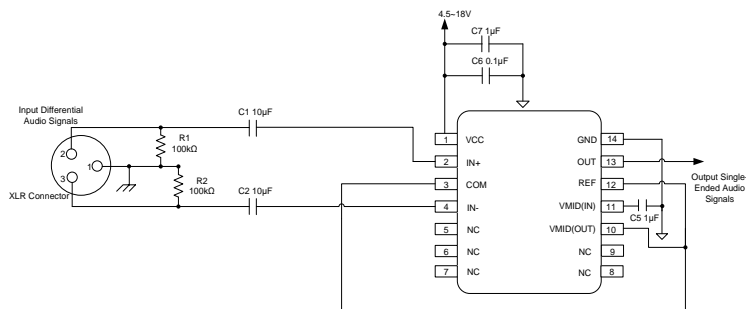 4.5~18V
C7 1µF
C6 0.1µF
Input Differential
Audio Signals
C1 10µF
R1
100kΩ
2
1
3
XLR Connector
R2
100kΩ
C2 10µF
1 VCC GND 14
2 IN+ OUT 13
3 COM REF 12
4 IN- VMID(IN) 11
5 NC VMID(OUT) 10
6 NC NC 9
7 NC NC 8
C5 1µF
Output Single-
Ended Audio
Signals